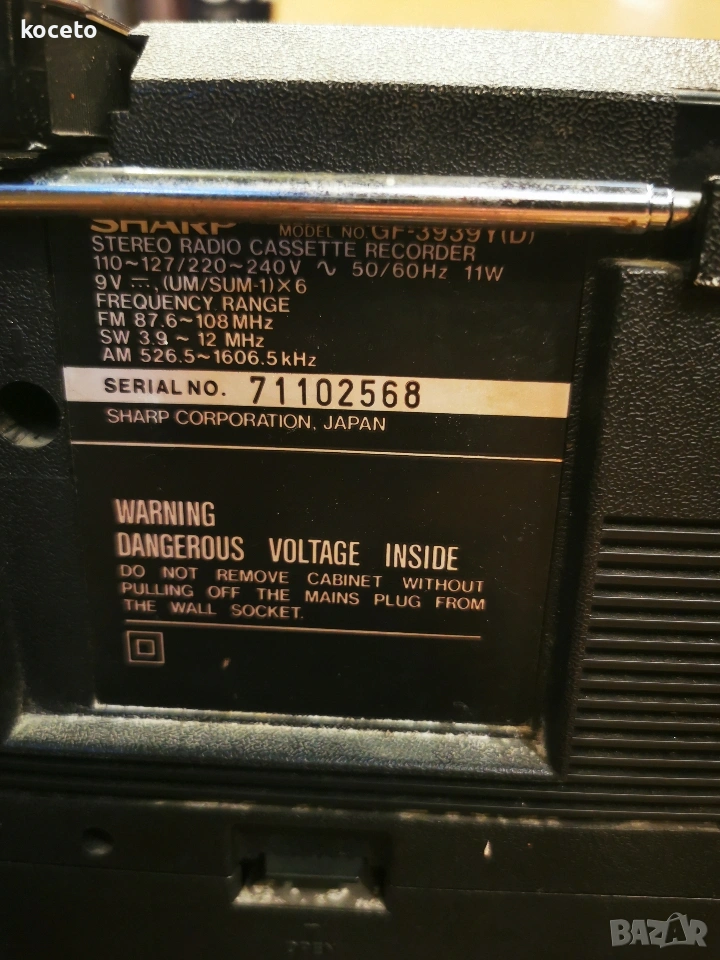 koceto
SHARP MODEL NO. GF-3939Y(D)
STEREO RADIO CASSETTE RECORDER
110~127/220~240V ∿ 50/60Hz 11W
9V ⎓, (UM/SUM-1)×6
FREQUENCY RANGE
FM 87.6~108MHz
SW 3.9 ~ 12 MHz
AM 526.5~1606.5kHz
SERIAL NO. 71102568
SHARP CORPORATION, JAPAN
WARNING
DANGEROUS VOLTAGE INSIDE
DO NOT REMOVE CABINET WITHOUT
PULLING OFF THE MAINS PLUG FROM
THE WALL SOCKET.
OPEN
BAZAR